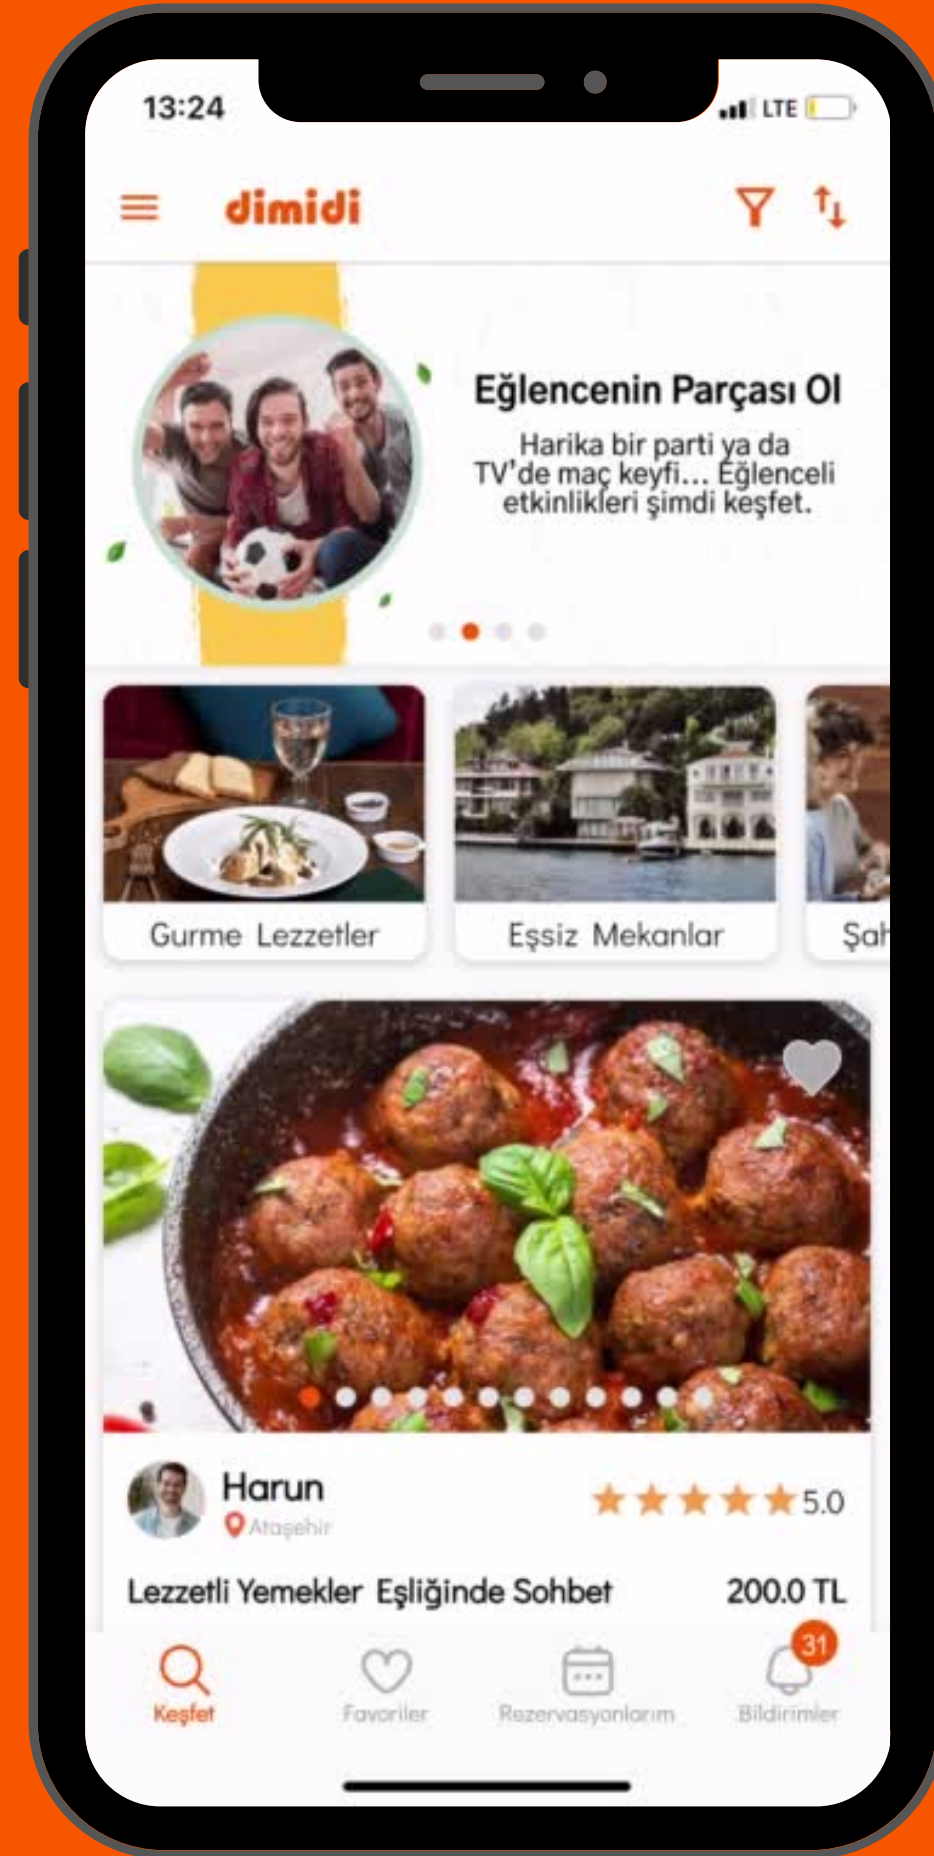 13:24
LTE
dimidi
Eğlencenin Parçası Ol
Harika bir parti ya da
TV'de maç keyfi... Eğlenceli
etkinlikleri şimdi keşfet.
Gurme Lezzetler
Eşsiz Mekanlar
Şah
Harun
5.0
Ataşehir
Lezzetli Yemekler Eşliğinde Sohbet
200.0 TL
31
Keşfet
Favoriler
Rezervasyonlarım
Bildirimler